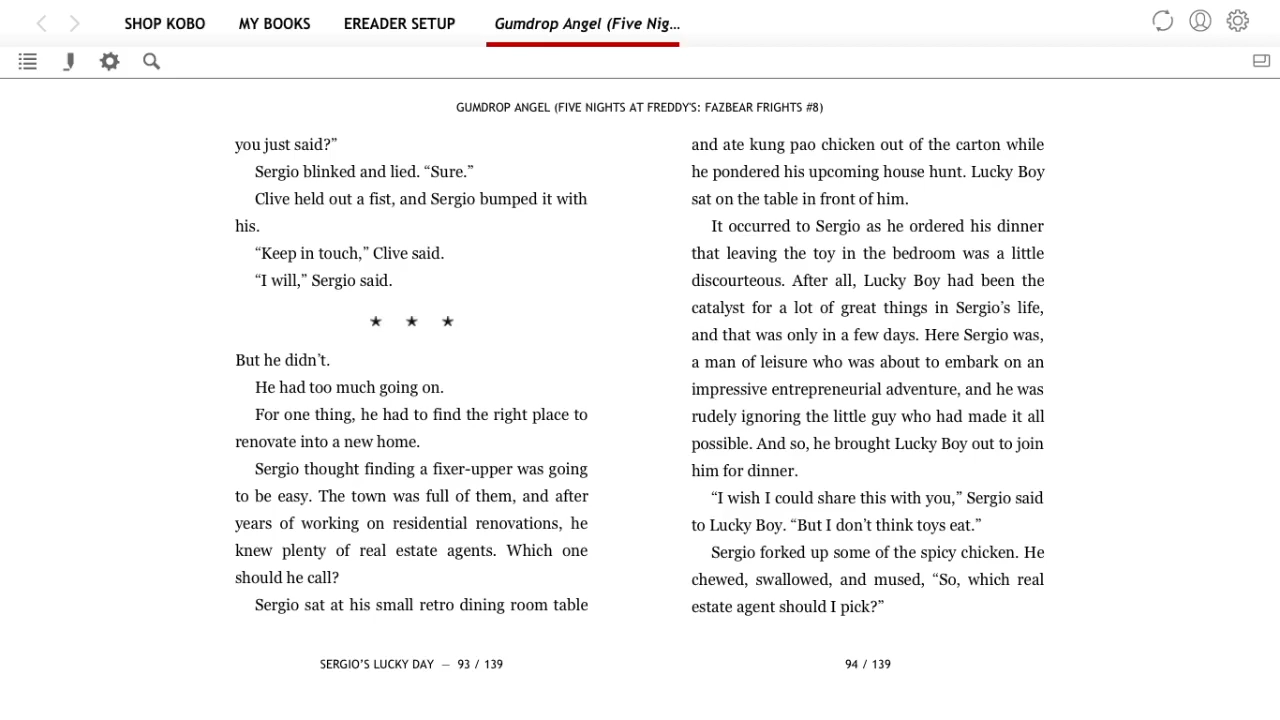 SHOP KOBO
MY BOOKS
EREADER SETUP
Gumdrop Angel (Five Nig...
GUMDROP ANGEL (FIVE NIGHTS AT FREDDY'S: FAZBEAR FRIGHTS #8)
you just said?”
Sergio blinked and lied. “Sure.”
Clive held out a fist, and Sergio bumped it with
his.
“Keep in touch,” Clive said.
“I will,” Sergio said.
★ ★ ★
But he didn’t.
He had too much going on.
For one thing, he had to find the right place to
renovate into a new home.
Sergio thought finding a fixer-upper was going
to be easy. The town was full of them, and after
years of working on residential renovations, he
knew plenty of real estate agents. Which one
should he call?
Sergio sat at his small retro dining room table
SERGIO’S LUCKY DAY – 93 / 139
and ate kung pao chicken out of the carton while
he pondered his upcoming house hunt. Lucky Boy
sat on the table in front of him.
It occurred to Sergio as he ordered his dinner
that leaving the toy in the bedroom was a little
discourteous. After all, Lucky Boy had been the
catalyst for a lot of great things in Sergio’s life,
and that was only in a few days. Here Sergio was,
a man of leisure who was about to embark on an
impressive entrepreneurial adventure, and he was
rudely ignoring the little guy who had made it all
possible. And so, he brought Lucky Boy out to join
him for dinner.
“I wish I could share this with you,” Sergio said
to Lucky Boy. “But I don’t think toys eat.”
Sergio forked up some of the spicy chicken. He
chewed, swallowed, and mused, “So, which real
estate agent should I pick?”
94 / 139